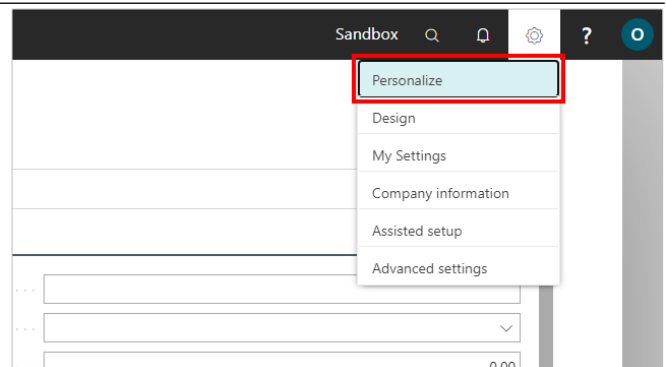 Sandbox ? O
Personalize
Design
My Settings
Company information
Assisted setup
Advanced settings
0.00